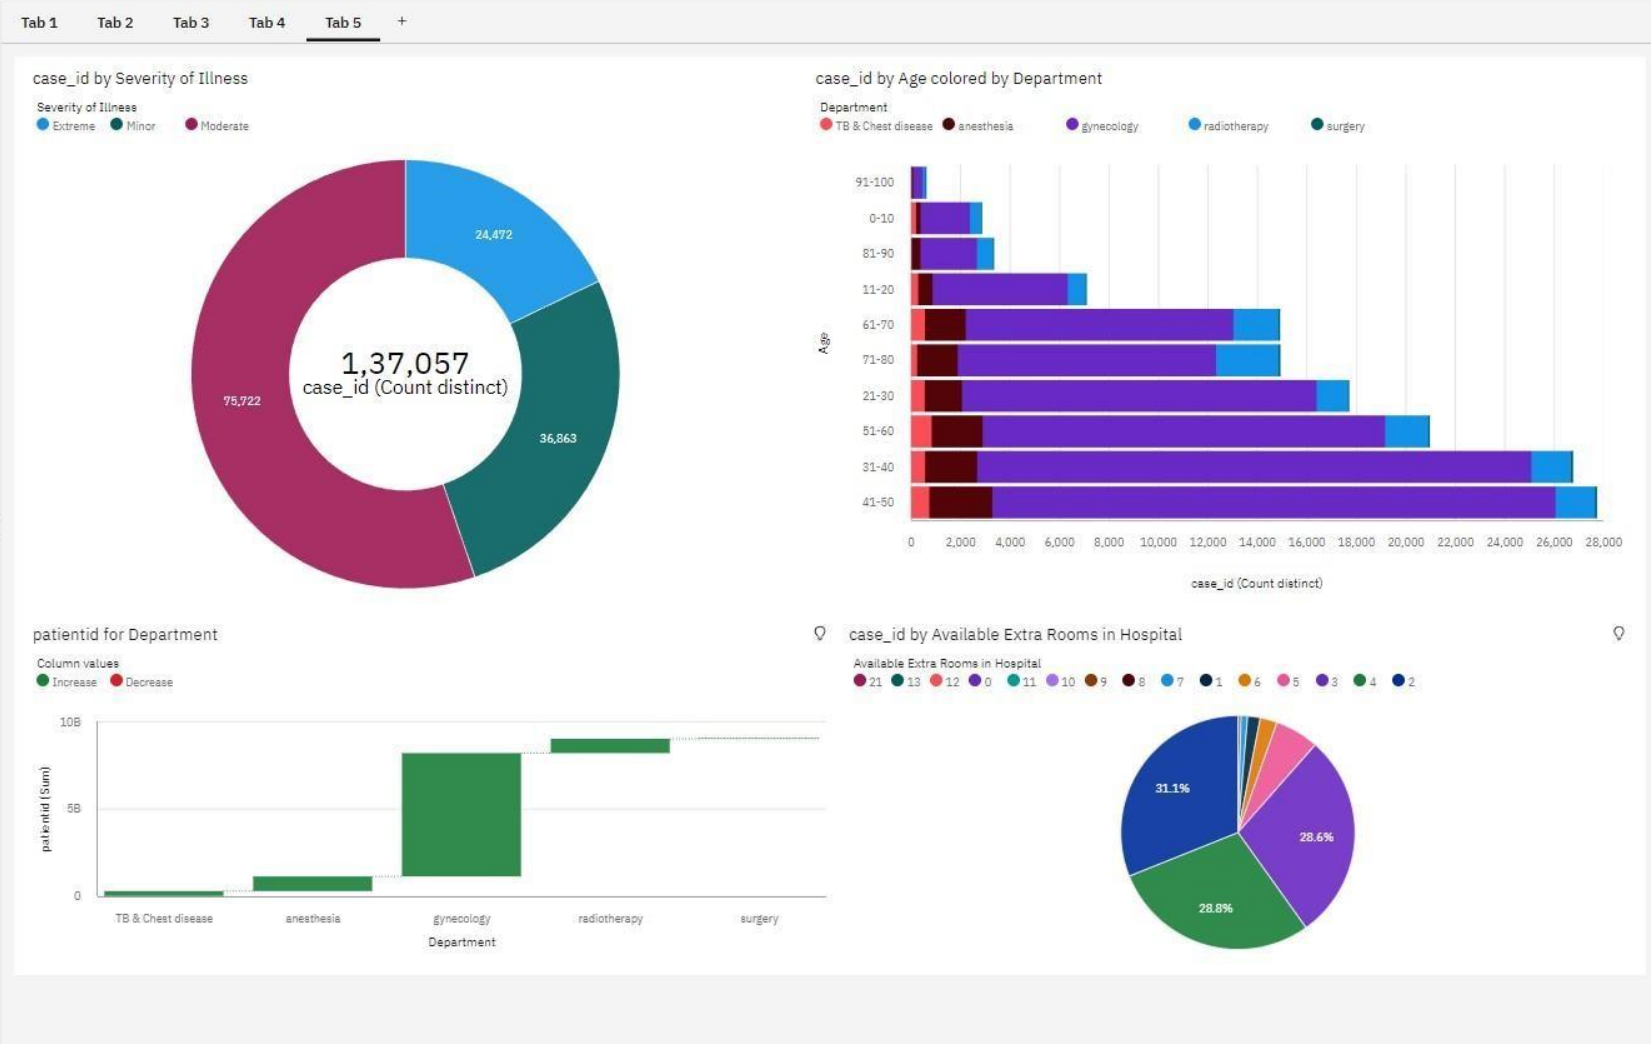 Tab 1 Tab 2 Tab 3 Tab 4 Tab 5 +
case_id by Severity of Illness
Severity of Illness
Extreme Minor Moderate
24,472
1,37,057
case_id (Count distinct)
75,722
36,863
case_id by Age colored by Department
Department
TB & Chest disease anesthesia gynecology radiotherapy surgery
Age
91-100
0-10
81-90
11-20
61-70
71-80
21-30
51-60
31-40
41-50
0 2,000 4,000 6,000 8,000 10,000 12,000 14,000 16,000 18,000 20,000 22,000 24,000 26,000 28,000
case_id (Count distinct)
patientid for Department
Column values
Increase Decrease
patientid (Sum)
10B
5B
0
TB & Chest disease anesthesia gynecology radiotherapy surgery
Department
case_id by Available Extra Rooms in Hospital
Available Extra Rooms in Hospital
21 13 12 0 11 10 9 8 7 1 6 5 3 4 2
31.1%
28.6%
28.8%